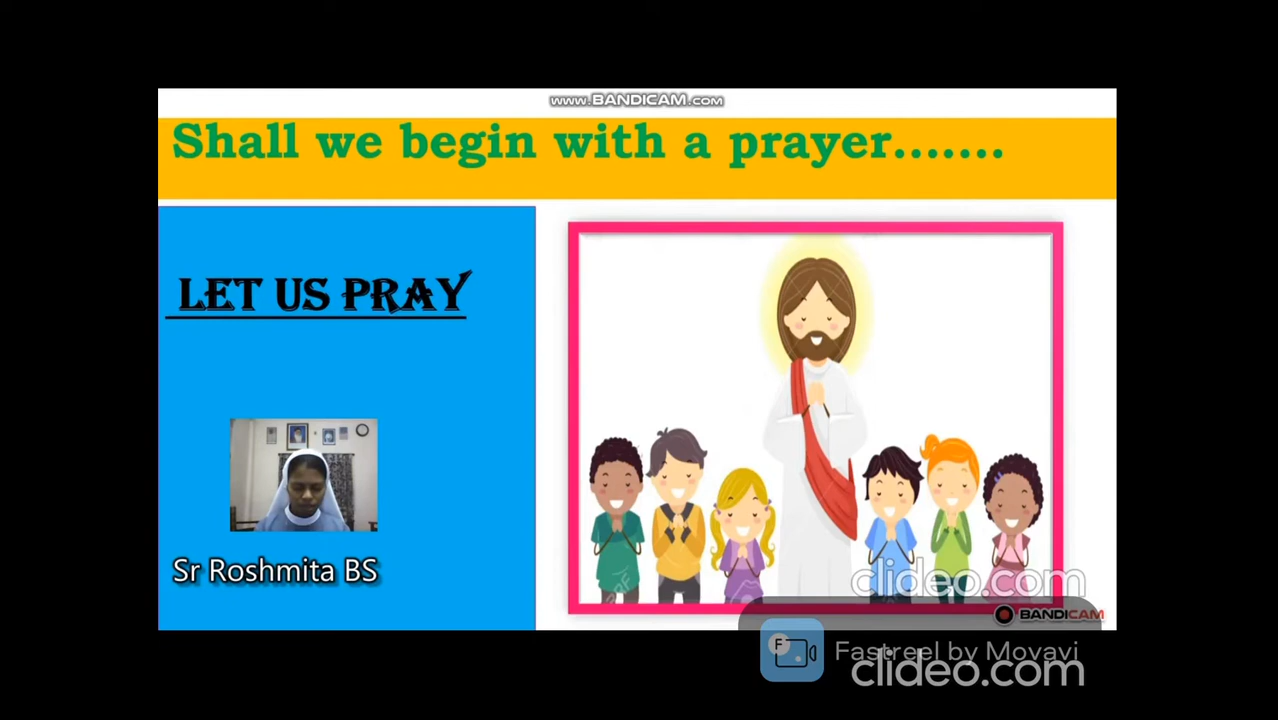 www.BANDICAM.com
Shall we begin with a prayer.......
LET US PRAY
Sr Roshmita BS
clideo.com
BANDICAM
Fastreel by Movavi
clideo.com